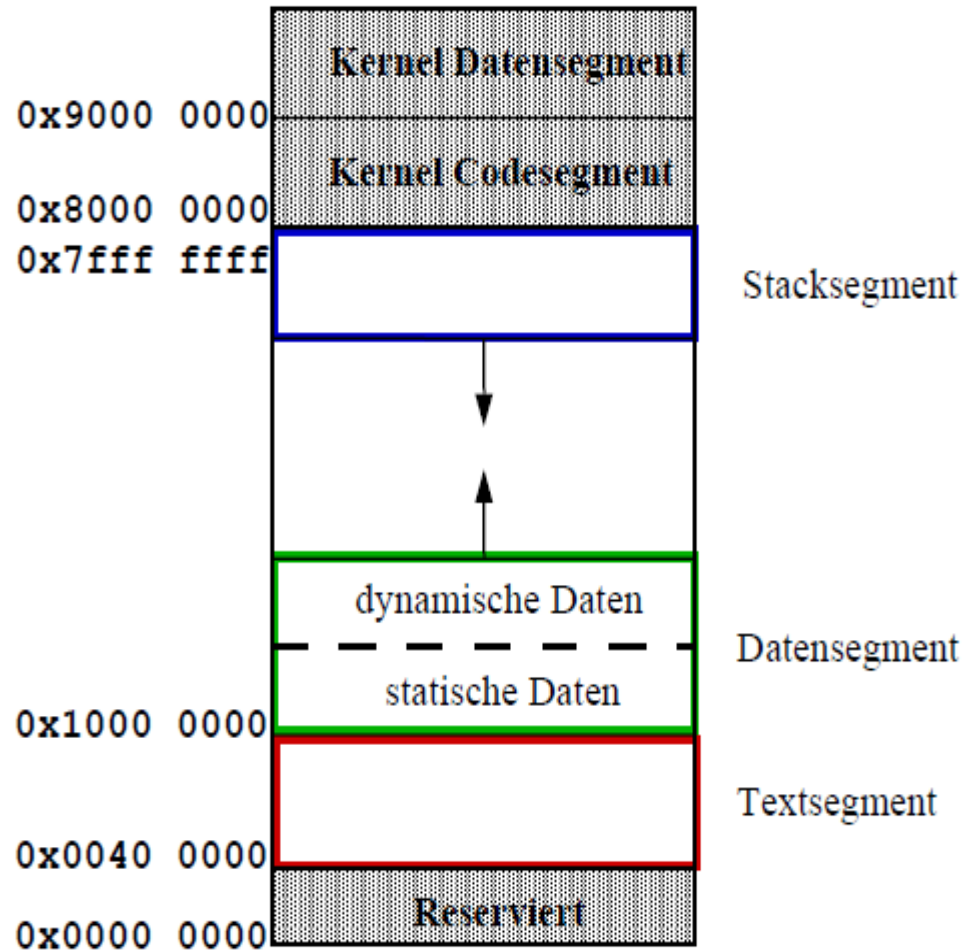 Kernel Datensegment
0x9000 0000
Kernel Codesegment
0x8000 0000
0x7fff ffff
Stacksegment
dynamische Daten
Datensegment
statische Daten
0x1000 0000
Textsegment
0x0040 0000
Reserviert
0x0000 0000